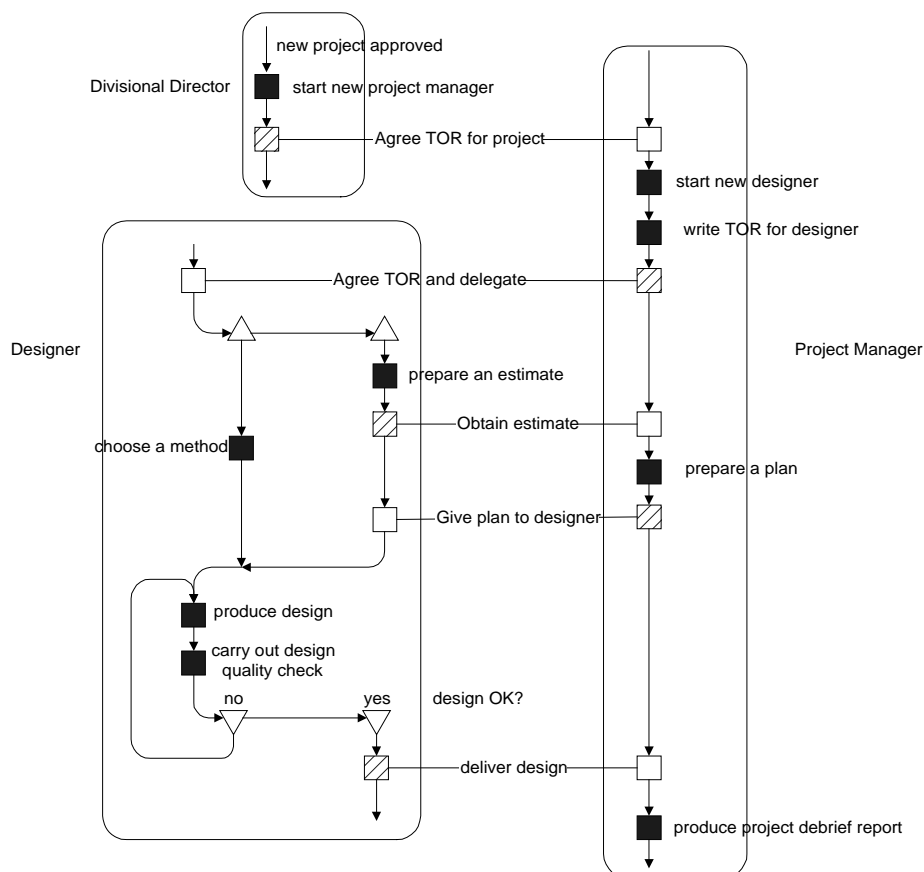 new project approved
Divisional Director
start new project manager
Agree TOR for project
start new designer
write TOR for designer
Agree TOR and delegate
Designer
Project Manager
prepare an estimate
Obtain estimate
choose a method
prepare a plan
Give plan to designer
produce design
carry out design
quality check
no
yes
design OK?
deliver design
produce project debrief report